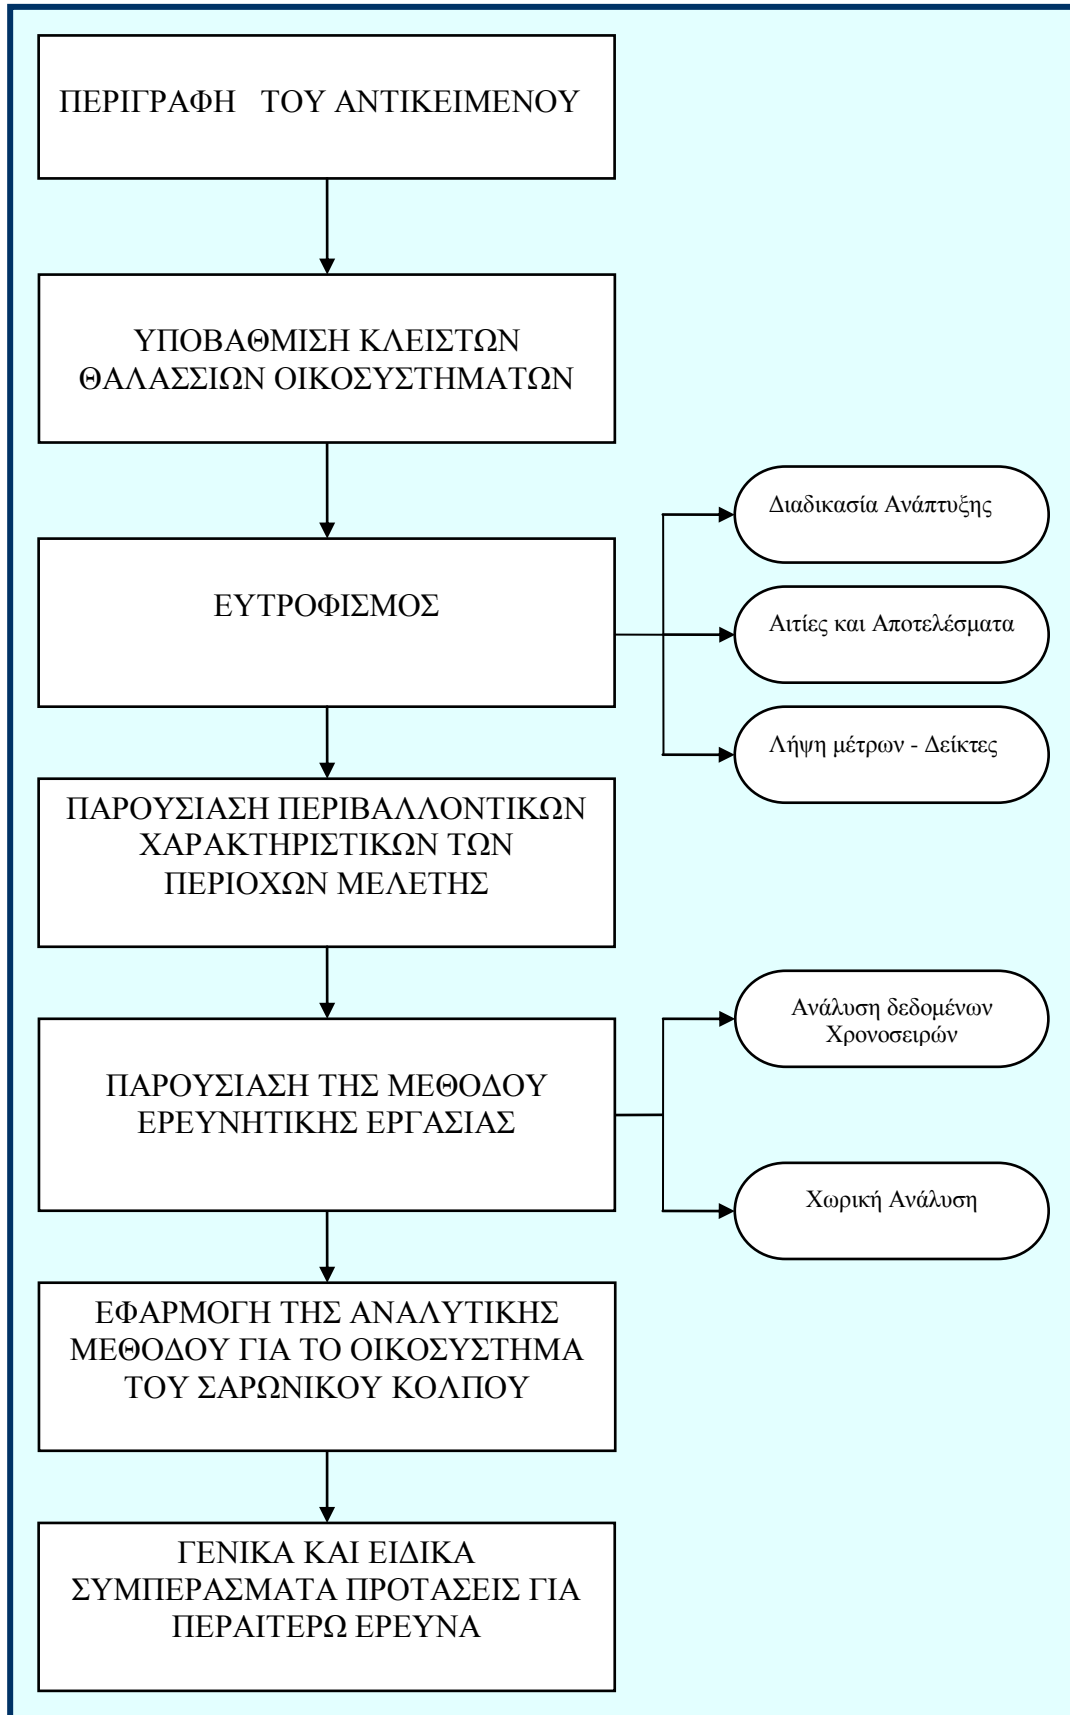 ΠΕΡΙΓΡΑΦΗ ΤΟΥ ΑΝΤΙΚΕΙΜΕΝΟΥ
ΥΠΟΒΑΘΜΙΣΗ ΚΛΕΙΣΤΩΝ
ΘΑΛΑΣΣΙΩΝ ΟΙΚΟΣΥΣΤΗΜΑΤΩΝ
ΕΥΤΡΟΦΙΣΜΟΣ
Διαδικασία Ανάπτυξης
Αιτίες και Αποτελέσματα
Λήψη μέτρων - Δείκτες
ΠΑΡΟΥΣΙΑΣΗ ΠΕΡΙΒΑΛΛΟΝΤΙΚΩΝ
ΧΑΡΑΚΤΗΡΙΣΤΙΚΩΝ ΤΩΝ
ΠΕΡΙΟΧΩΝ ΜΕΛΕΤΗΣ
ΠΑΡΟΥΣΙΑΣΗ ΤΗΣ ΜΕΘΟΔΟΥ
ΕΡΕΥΝΗΤΙΚΗΣ ΕΡΓΑΣΙΑΣ
Ανάλυση δεδομένων
Χρονοσειρών
Χωρική Ανάλυση
ΕΦΑΡΜΟΓΗ ΤΗΣ ΑΝΑΛΥΤΙΚΗΣ
ΜΕΘΟΔΟΥ ΓΙΑ ΤΟ ΟΙΚΟΣΥΣΤΗΜΑ
ΤΟΥ ΣΑΡΩΝΙΚΟΥ ΚΟΛΠΟΥ
ΓΕΝΙΚΑ ΚΑΙ ΕΙΔΙΚΑ
ΣΥΜΠΕΡΑΣΜΑΤΑ ΠΡΟΤΑΣΕΙΣ ΓΙΑ
ΠΕΡΑΙΤΕΡΩ ΕΡΕΥΝΑ